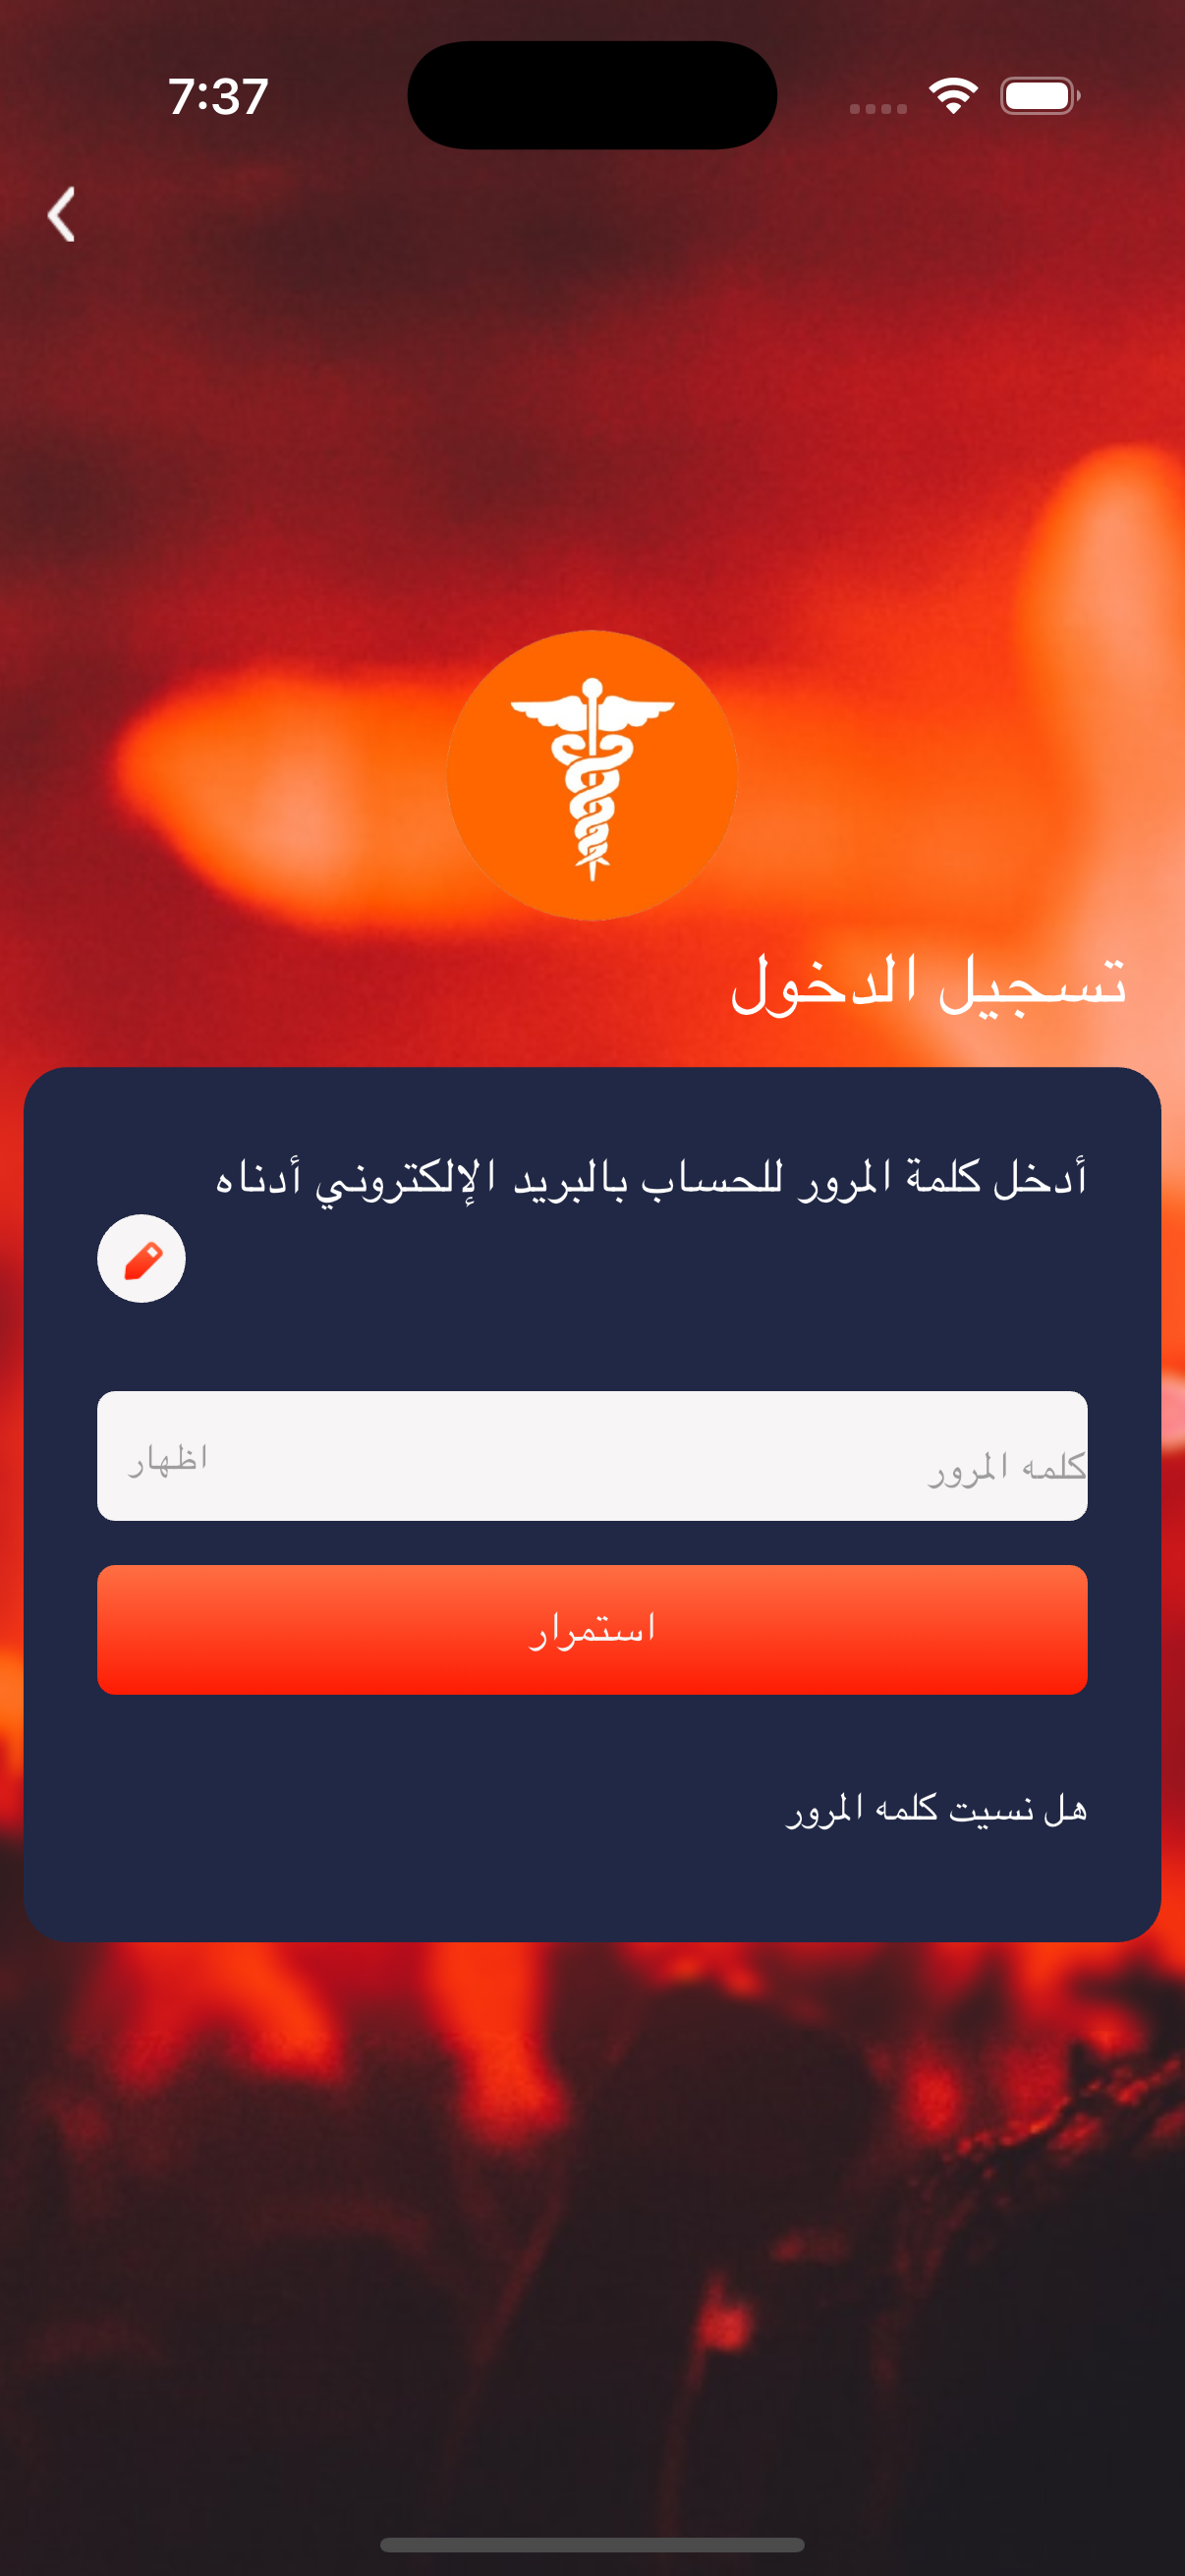 7:37
تسجيل الدخول
أدخل كلمة المرور للحساب بالبريد الإلكتروني أدناه
كلمه المرور
اظهار
استمرار
هل نسيت كلمه المرور